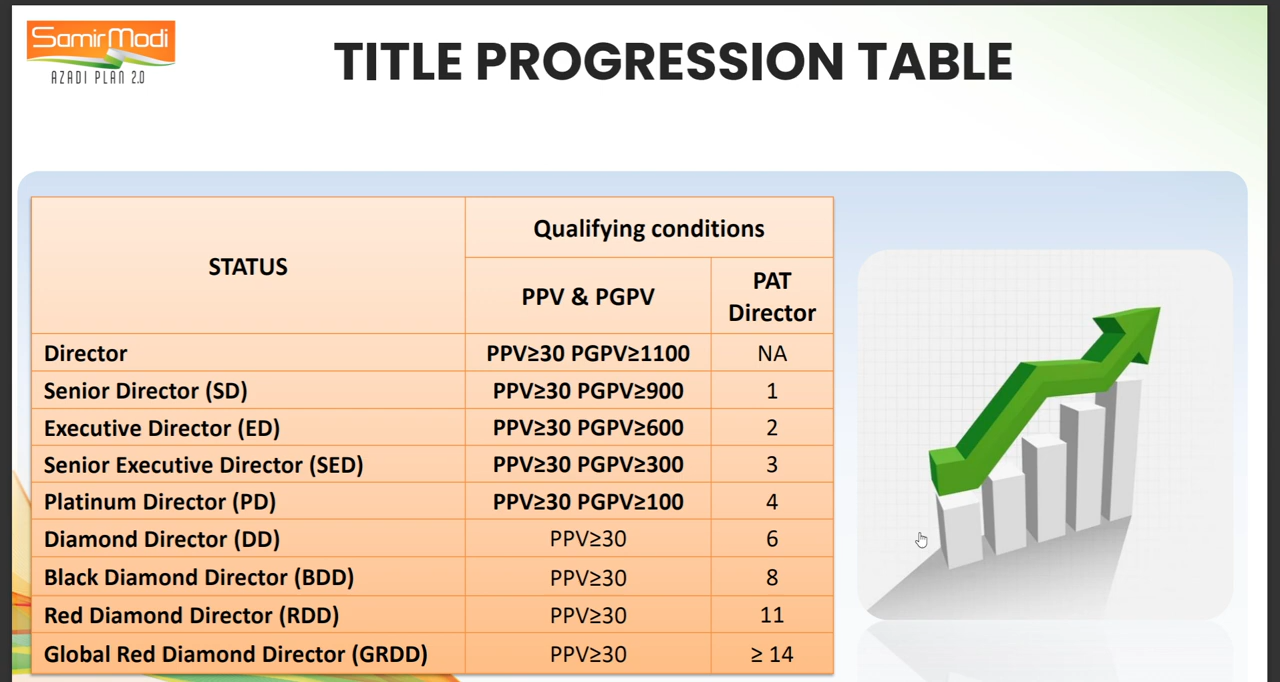 SamirModi
AZADI PLAN 2.0
TITLE PROGRESSION TABLE
STATUS
Qualifying conditions
PPV & PGPV
PAT
Director
Director PPV≥30 PGPV≥1100 NA
Senior Director (SD) PPV≥30 PGPV≥900 1
Executive Director (ED) PPV≥30 PGPV≥600 2
Senior Executive Director (SED) PPV≥30 PGPV≥300 3
Platinum Director (PD) PPV≥30 PGPV≥100 4
Diamond Director (DD) PPV≥30 6
Black Diamond Director (BDD) PPV≥30 8
Red Diamond Director (RDD) PPV≥30 11
Global Red Diamond Director (GRDD) PPV≥30 ≥ 14